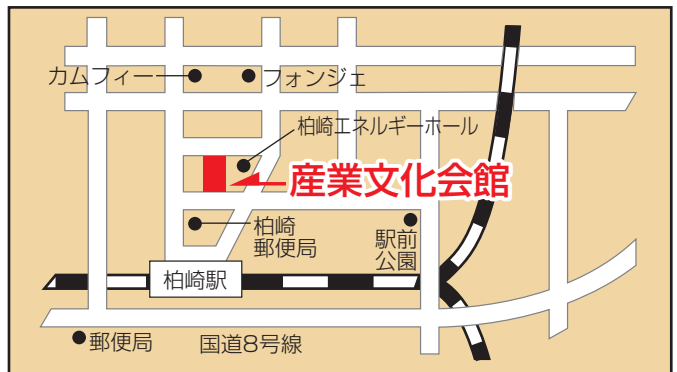 カムフィー
フォンジェ
柏崎エネルギーホール
産業文化会館
柏崎
郵便局
駅前
公園
柏崎駅
郵便局
国道8号線